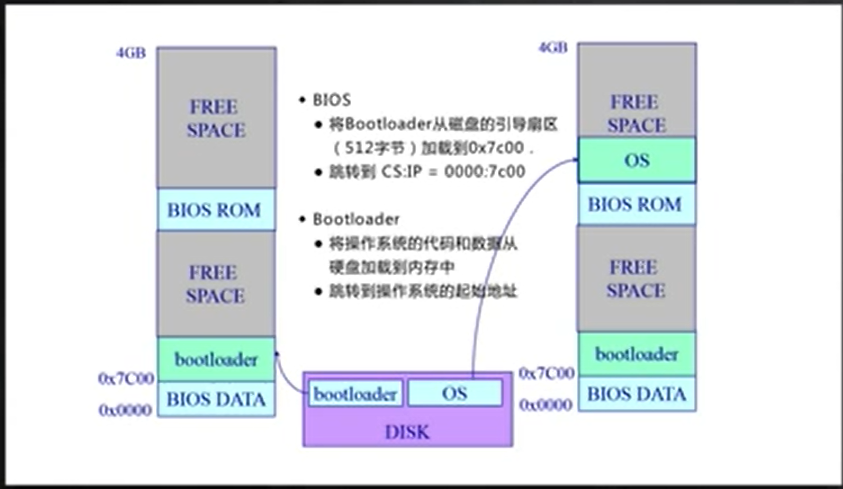 4GB
FREE
SPACE
BIOS ROM
FREE
SPACE
bootloader
0x7C00
BIOS DATA
0x0000
• BIOS
• 将Bootloader从磁盘的引导扇区
（512字节）加载到0x7c00 .
• 跳转到 CS:IP = 0000:7c00
• Bootloader
• 将操作系统的代码和数据从
硬盘加载到内存中
• 跳转到操作系统的起始地址
bootloader
OS
DISK
4GB
FREE
SPACE
OS
BIOS ROM
FREE
SPACE
bootloader
0x7C00
BIOS DATA
0x0000